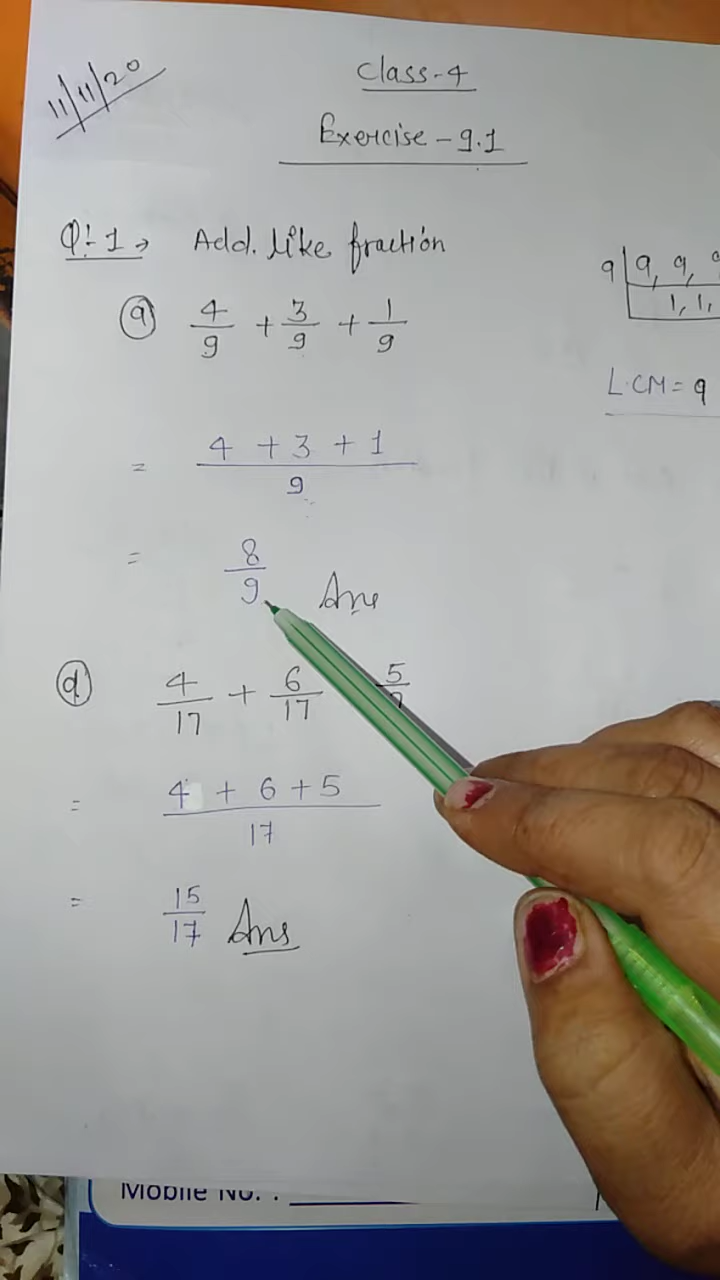 11/11/20
Class-4
Exercise - 9.1
Q!-1→ Add. like fraction
(a) 4/9 + 3/9 + 1/9
9 | 9, 9, 9
1, 1,
L.CM = 9
= 4 + 3 + 1 / 9
= 8/9 Ans
(d) 4/17 + 6/17 5/
= 4 + 6 + 5 / 17
= 15/17 Ans
Mobile No. :